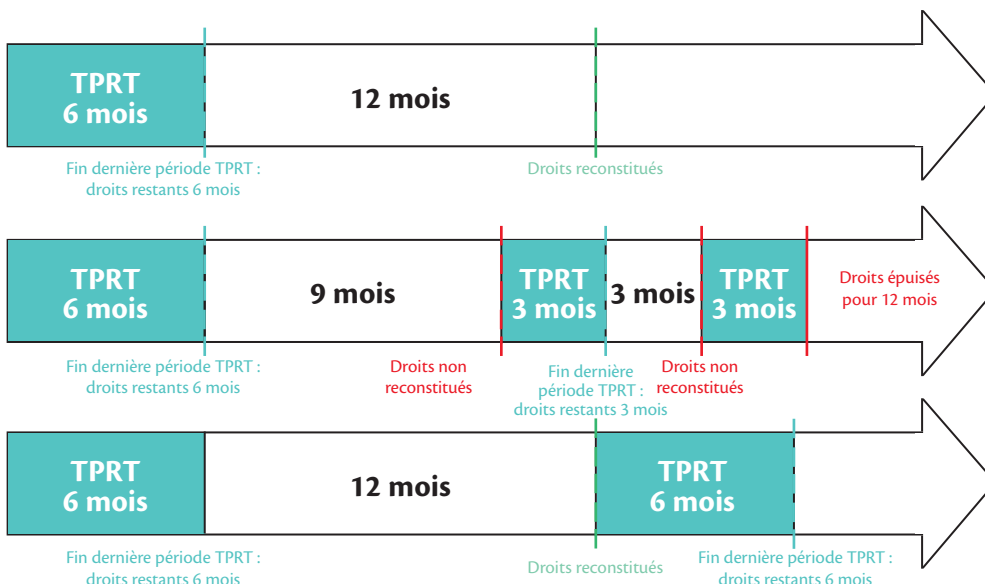 TPRT
6 mois
12 mois
Fin dernière période TPRT :
droits restants 6 mois
Droits reconstitués
TPRT
6 mois
9 mois
TPRT
3 mois
3 mois
TPRT
3 mois
Droits épuisés
pour 12 mois
Fin dernière période TPRT :
droits restants 6 mois
Droits non
reconstitués
Fin dernière
période TPRT :
droits restants 3 mois
Droits non
reconstitués
TPRT
6 mois
12 mois
TPRT
6 mois
Fin dernière période TPRT :
droits restants 6 mois
Droits reconstitués
Fin dernière période TPRT :
droits restants 6 mois